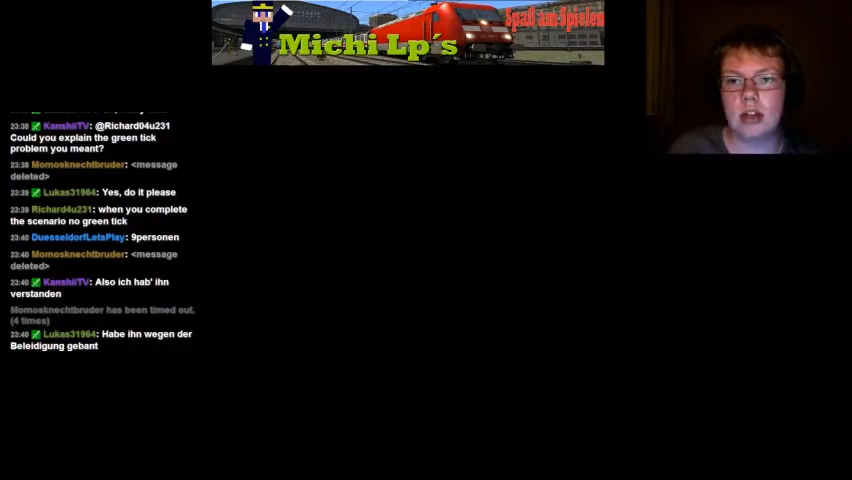 Spaß am Spielen
Michi Lp´s
23:38 KanshiiTV: @Richard04u231
Could you explain the green tick
problem you meant?
23:38 Momosknechtbruder: <message
deleted>
23:39 Lukas31964: Yes, do it please
23:39 Richard4u231: when you complete
the scenario no green tick
23:40 DuesseldorfLetsPlay: 9personen
23:40 Momosknechtbruder: <message
deleted>
23:40 KanshiiTV: Also ich hab' ihn
verstanden
Momosknechtbruder has been timed out.
(4 times)
23:40 Lukas31964: Habe ihn wegen der
Beleidigung gebant